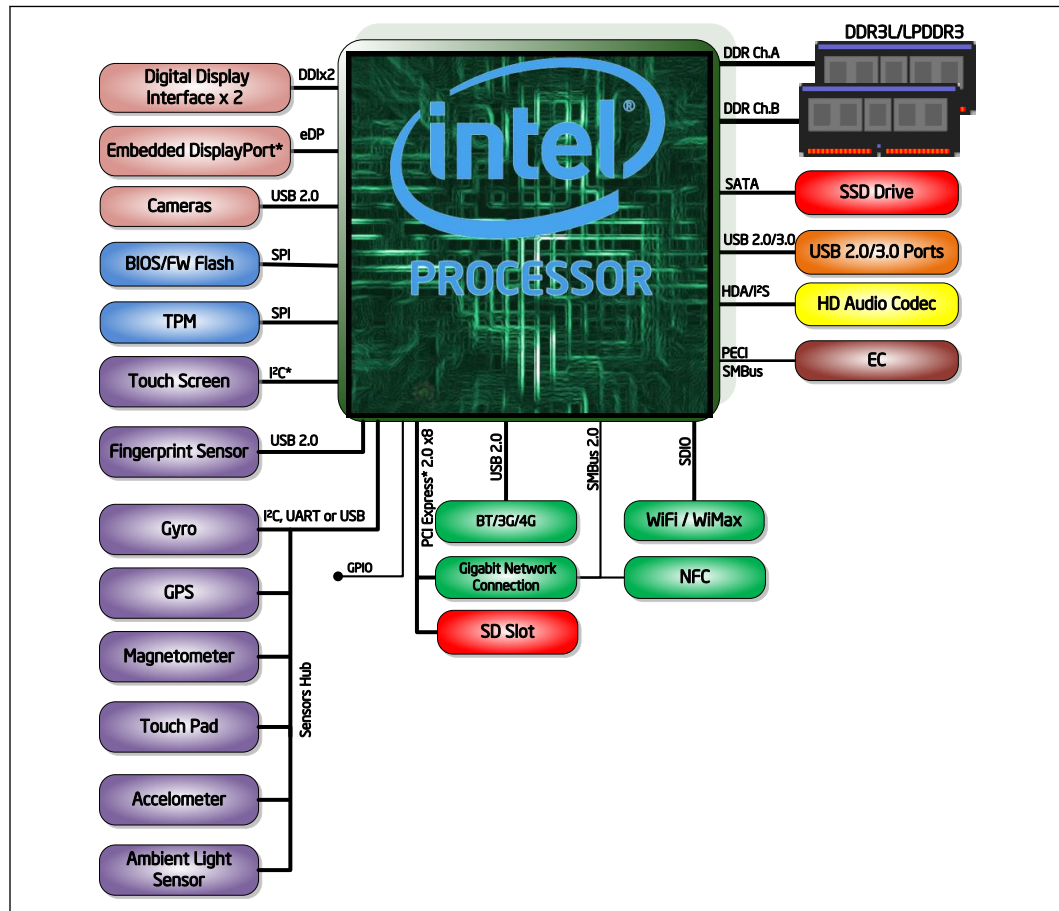 DDR3L/LPDDR3
DDR Ch.A
DDR Ch.B
Digital Display
Interface x 2
DDIx2
Embedded DisplayPort*
eDP
Cameras
USB 2.0
BIOS/FW Flash
SPI
TPM
SPI
Touch Screen
I²C*
Fingerprint Sensor
USB 2.0
intel®
PROCESSOR
SATA
SSD Drive
USB 2.0/3.0
USB 2.0/3.0 Ports
HDA/I²S
HD Audio Codec
PECI
SMBus
EC
Gyro
I²C, UART or USB
GPS
Magnetometer
Touch Pad
Accelometer
Ambient Light
Sensor
Sensors Hub
GPIO
PCI Express* 2.0 x8
USB 2.0
SMBus 2.0
SDIO
BT/3G/4G
WiFi / WiMax
Gigabit Network
Connection
NFC
SD Slot